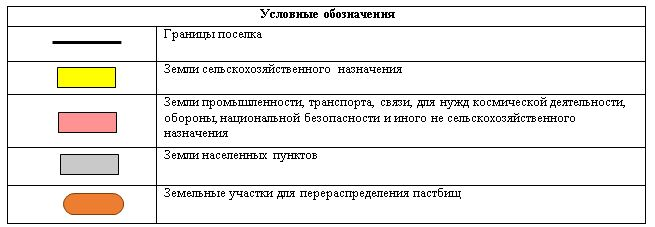 Условные обозначения
Границы поселка
Земли сельскохозяйственного назначения
Земли промышленности, транспорта, связи, для нужд космической деятельности,
обороны, национальной безопасности и иного не сельскохозяйственного
назначения
Земли населенных пунктов
Земельные участки для перераспределения пастбищ